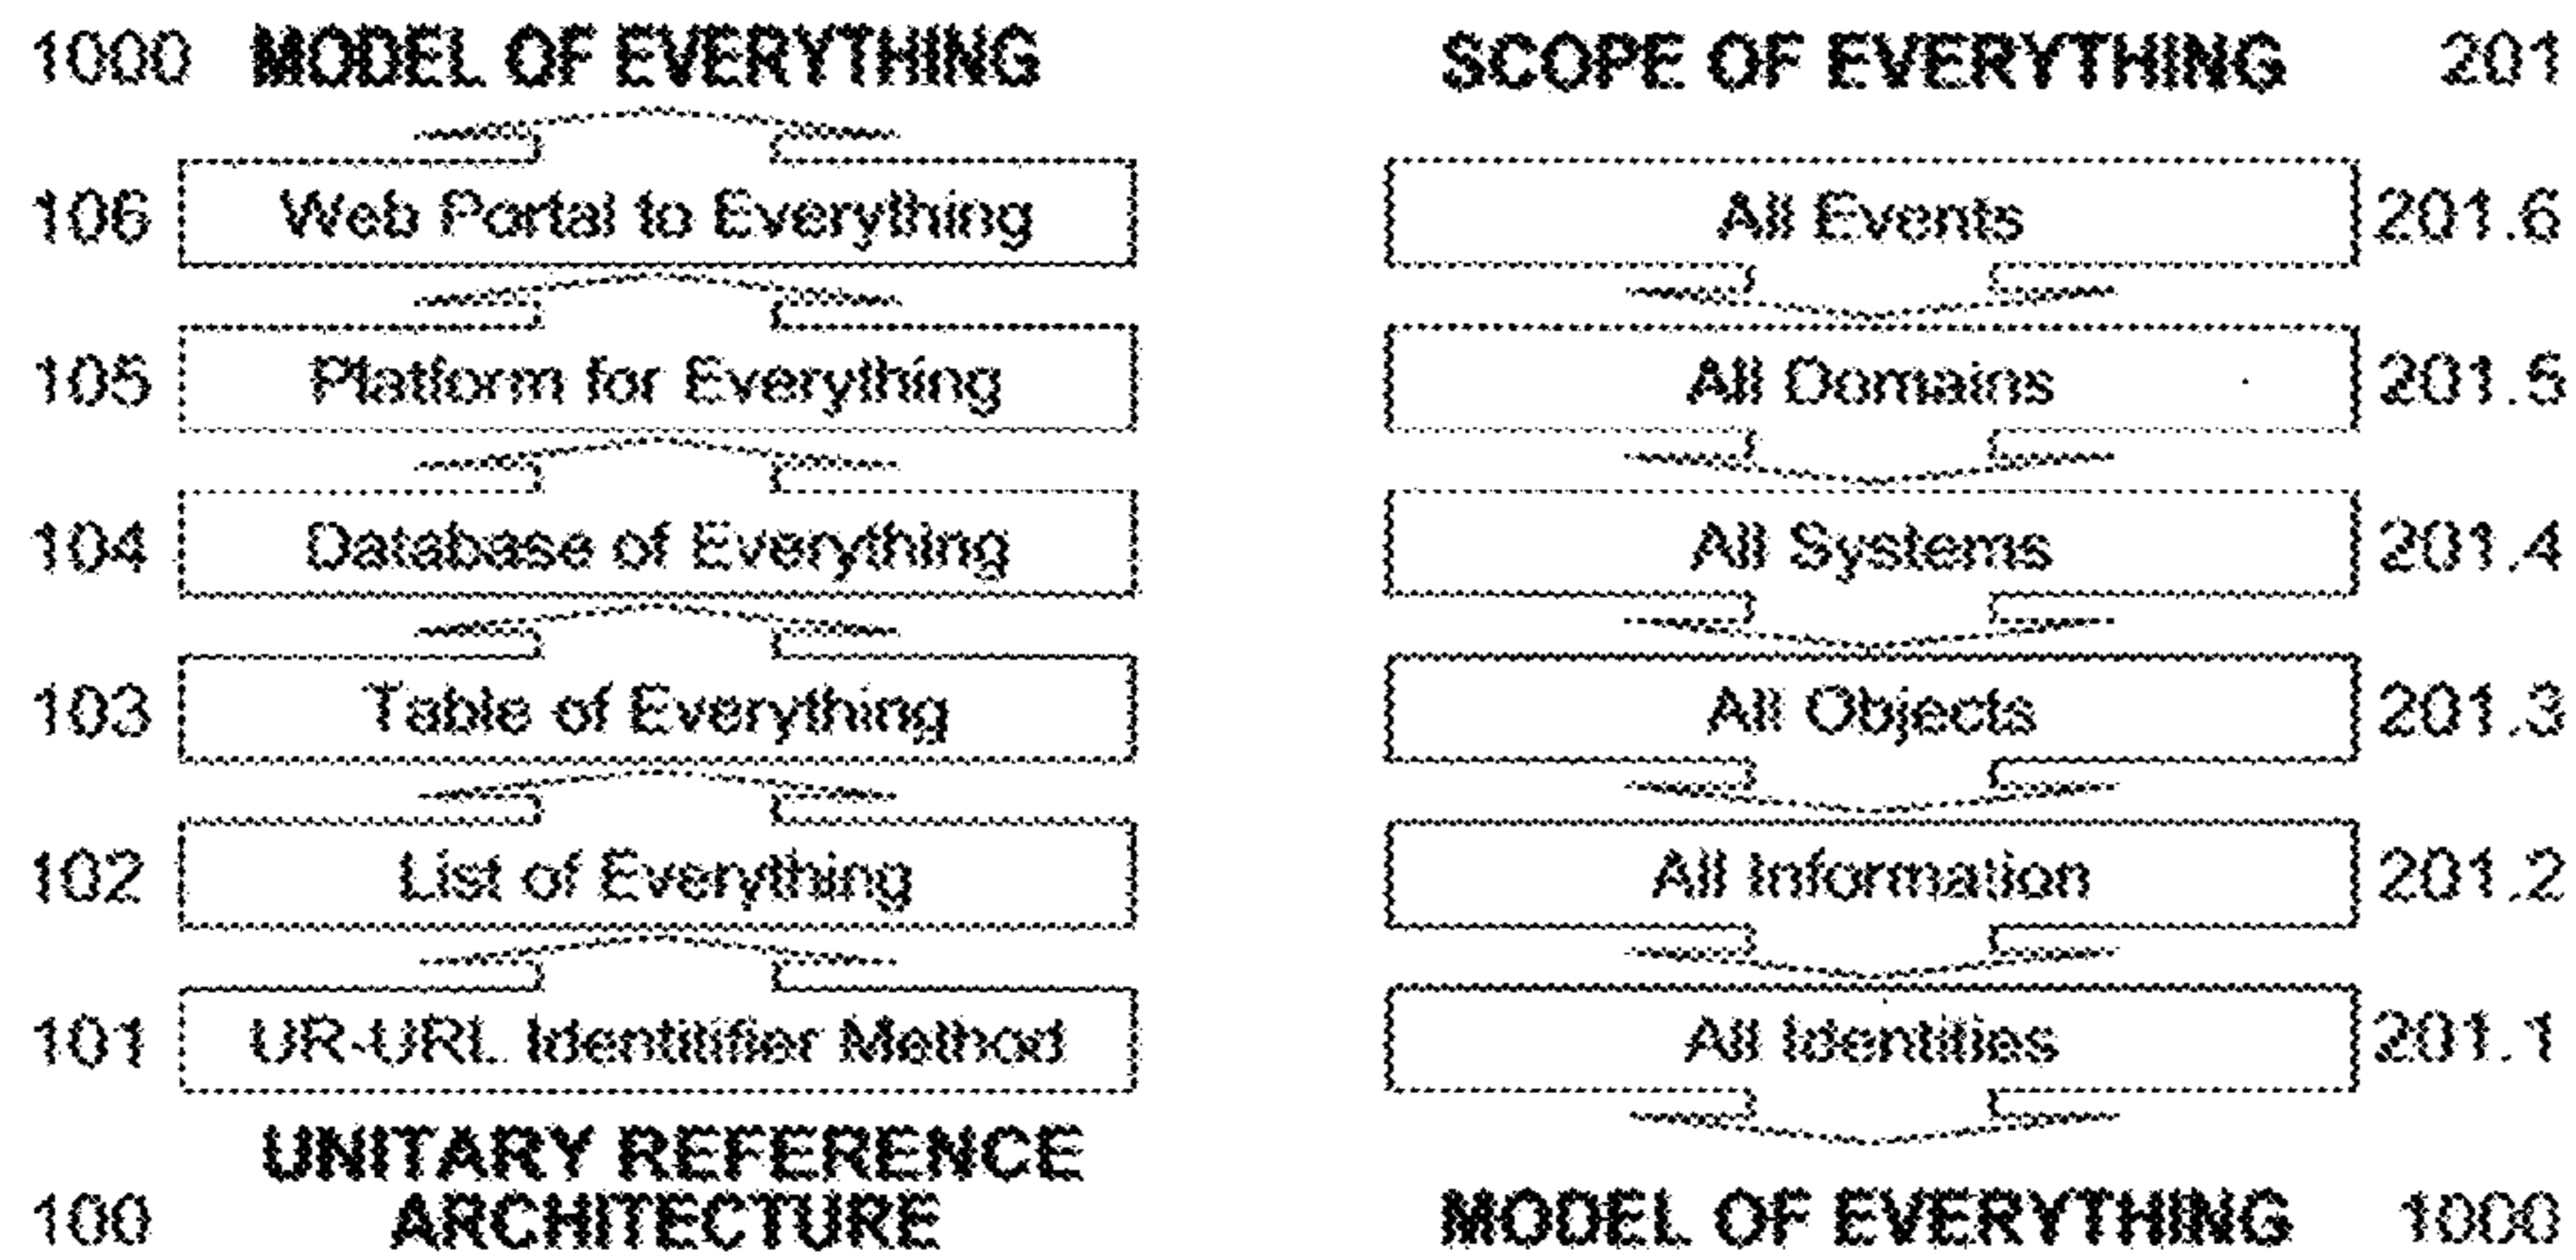 1000 MODEL OF EVERYTHING
106 Web Portal to Everything
105 Platform for Everything
104 Database of Everything
103 Table of Everything
102 List of Everything
101 UR-URL Identitifier Method
UNITARY REFERENCE
100 ARCHITECTURE
SCOPE OF EVERYTHING 201
All Events 201.6
All Domains 201.5
All Systems 201.4
All Objects 201.3
All Information 201.2
All Identities 201.1
MODEL OF EVERYTHING 1000